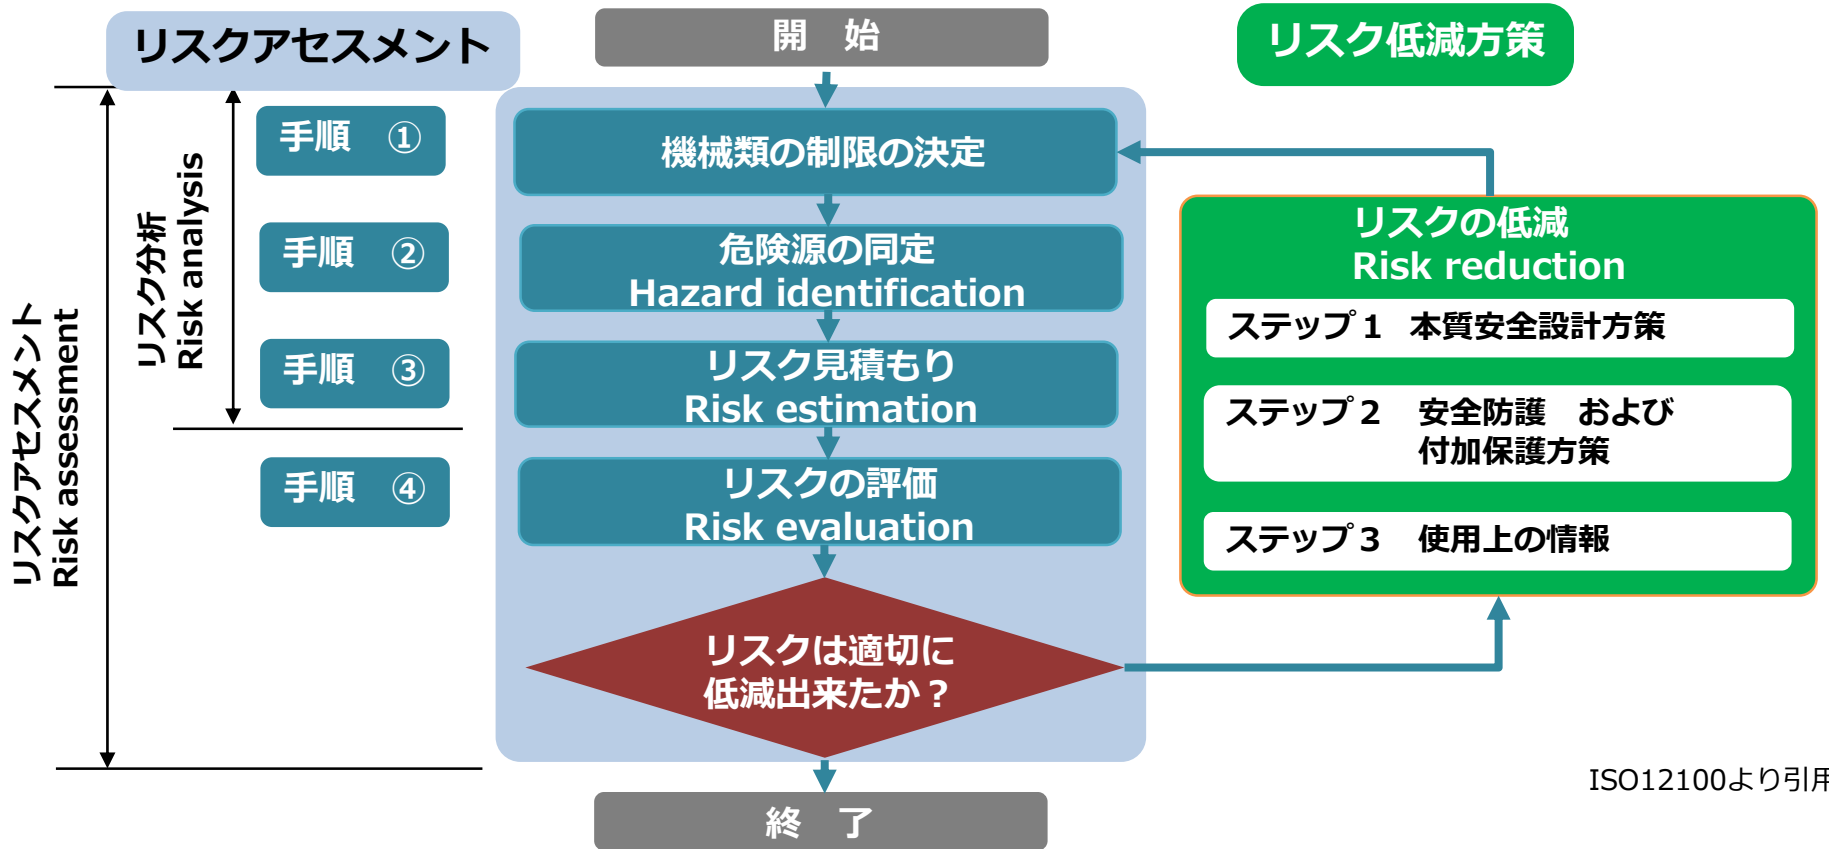 リスクアセスメント
開　始
リスク低減方策
手順　①
手順　②
手順　③
手順　④
リスク分析
Risk analysis
リスクアセスメント
Risk assessment
機械類の制限の決定
危険源の同定
Hazard identification
リスク見積もり
Risk estimation
リスクの評価
Risk evaluation
リスクは適切に
低減出来たか？
終　了
リスクの低減
Risk reduction
ステップ１ 本質安全設計方策
ステップ２　安全防護　および
付加保護方策
ステップ３　使用上の情報
ISO12100より引用